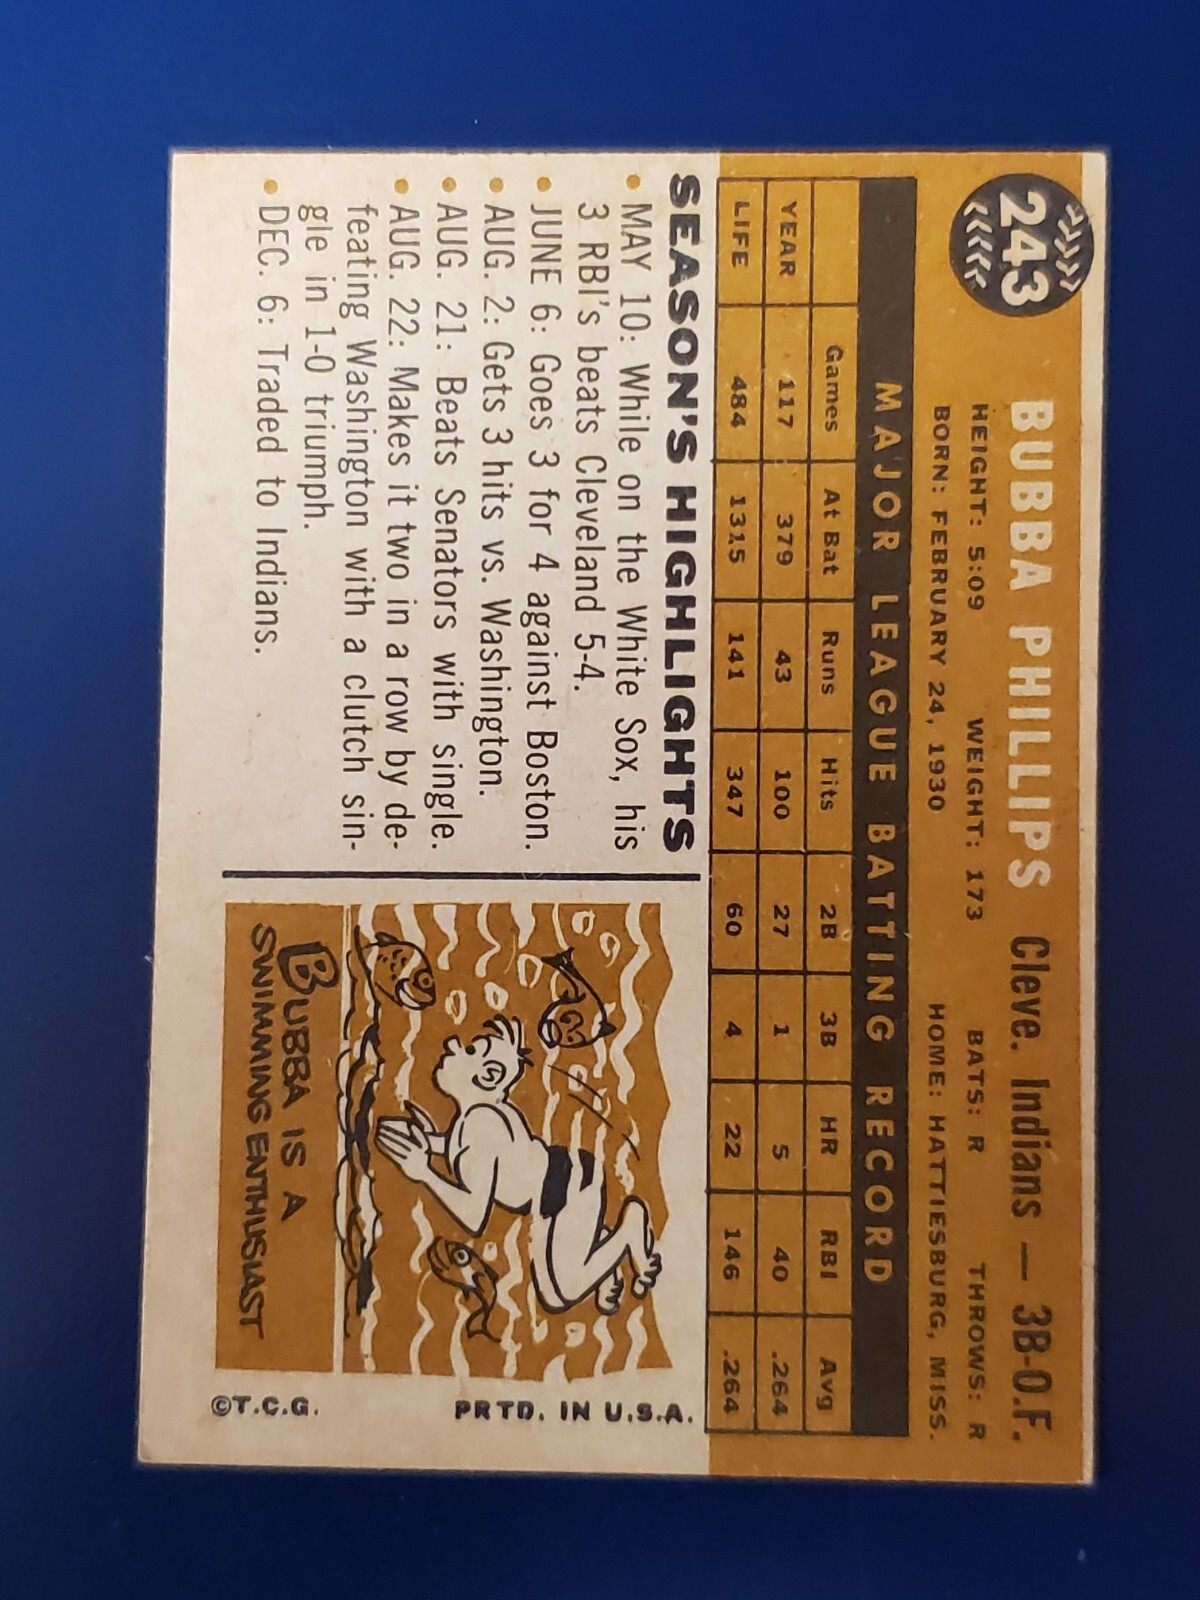 243
BUBBA PHILLIPS Cleve. Indians — 3B-O.F.
HEIGHT: 5:09 WEIGHT: 173 BATS: R THROWS: R
BORN: FEBRUARY 24, 1930 HOME: HATTIESBURG, MISS.
MAJOR LEAGUE BATTING RECORD
Games At Bat Runs Hits 2B 3B HR RBI Avg
YEAR 117 379 43 100 27 1 5 40 .264
LIFE 484 1315 141 347 60 4 22 146 .264
SEASON'S HIGHLIGHTS
• MAY 10: While on the White Sox, his
3 RBI's beats Cleveland 5-4.
• JUNE 6: Goes 3 for 4 against Boston.
• AUG. 2: Gets 3 hits vs. Washington.
• AUG. 21: Beats Senators with single.
• AUG. 22: Makes it two in a row by de-
feating Washington with a clutch sin-
gle in 1-0 triumph.
• DEC. 6: Traded to Indians.
BUBBA IS A
SWIMMING ENTHUSIAST
PRTD. IN U.S.A.
©T.C.G.